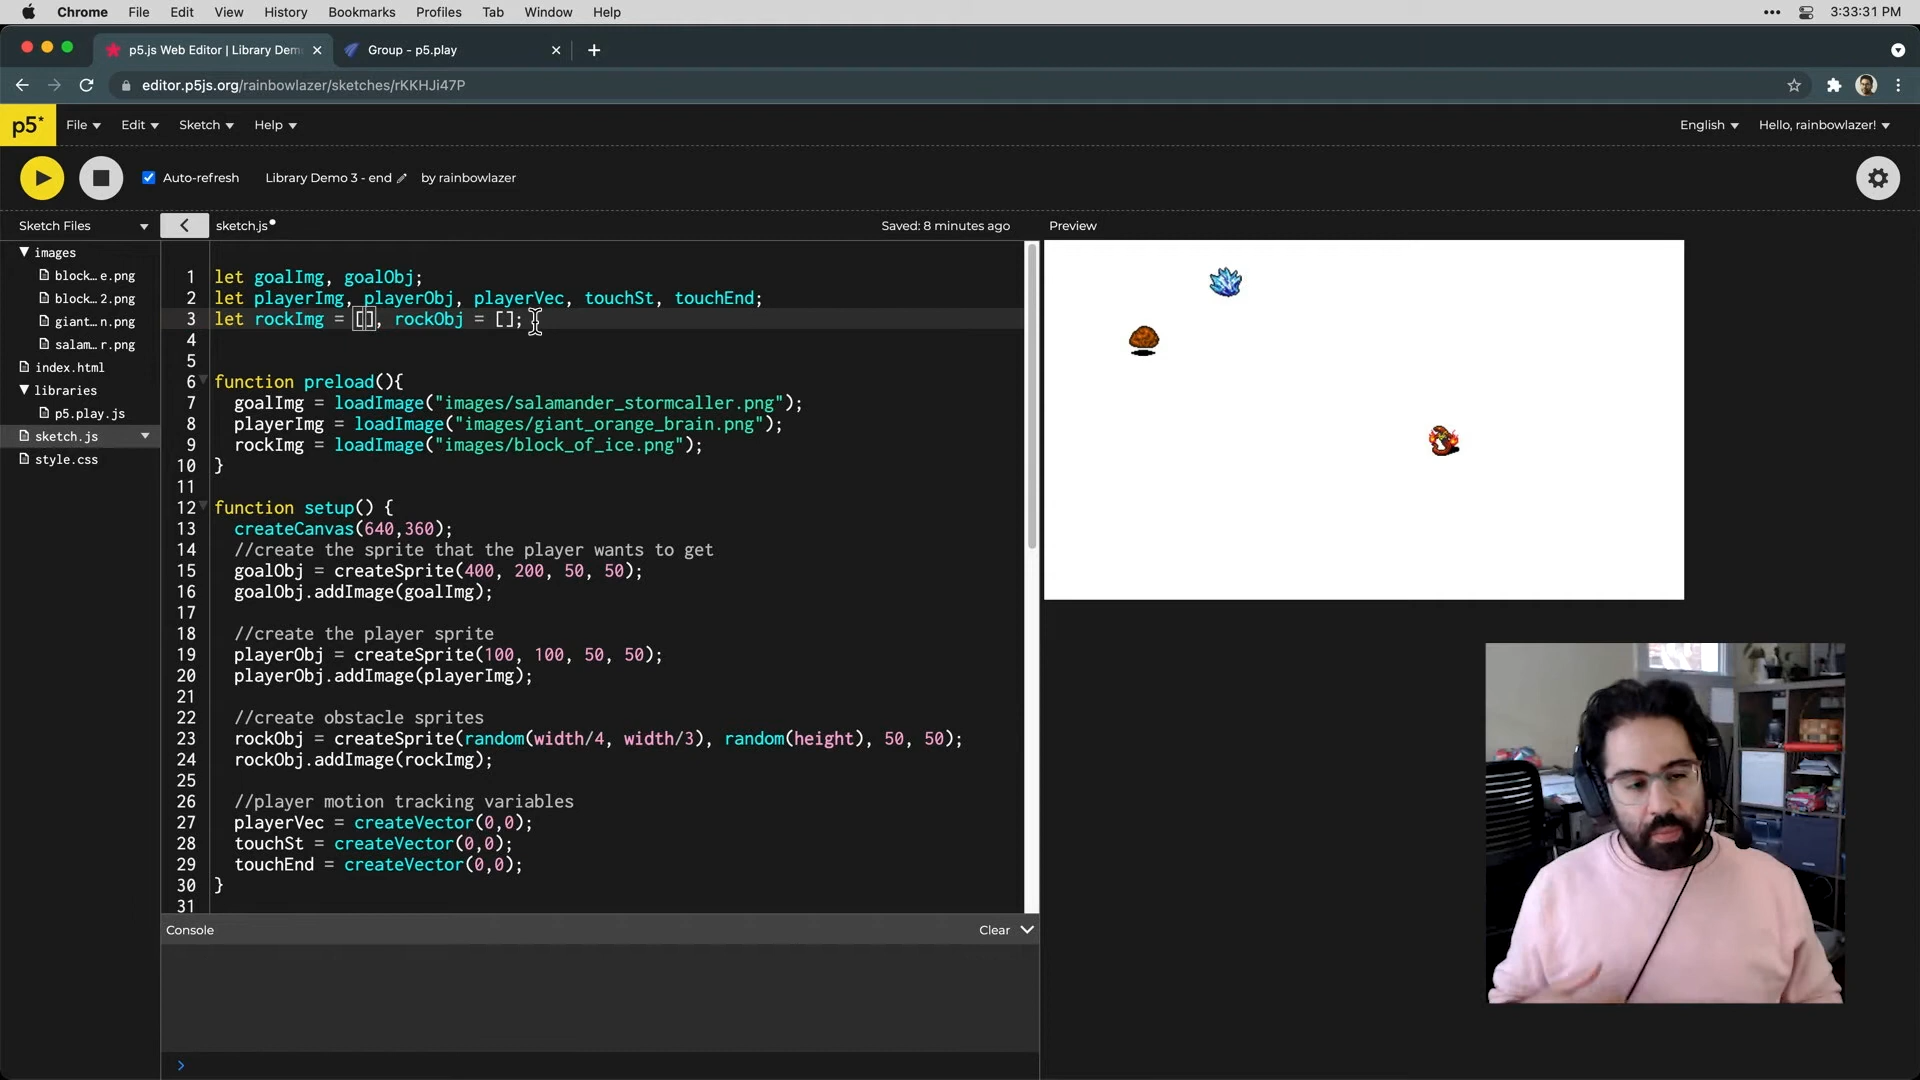 Chrome File Edit View History Bookmarks Profiles Tab Window Help 3:33:31 PM
p5.js Web Editor | Library Dem
Group - p5.play
editor.p5js.org/rainbowlazer/sketches/rKKHJi47P
p5* File Edit Sketch Help English Hello, rainbowlazer!
Auto-refresh Library Demo 3 - end by rainbowlazer
Sketch Files
images
block...e.png
block...2.png
giant...n.png
salam...r.png
index.html
libraries
p5.play.js
sketch.js
style.css
sketch.js Saved: 8 minutes ago
1 let goalImg, goalObj;
2 let playerImg, playerObj, playerVec, touchSt, touchEnd;
3 let rockImg = [], rockObj = [];
4
5
6 function preload(){
7 goalImg = loadImage("images/salamander_stormcaller.png");
8 playerImg = loadImage("images/giant_orange_brain.png");
9 rockImg = loadImage("images/block_of_ice.png");
10 }
11
12 function setup() {
13 createCanvas(640,360);
14 //create the sprite that the player wants to get
15 goalObj = createSprite(400, 200, 50, 50);
16 goalObj.addImage(goalImg);
17
18 //create the player sprite
19 playerObj = createSprite(100, 100, 50, 50);
20 playerObj.addImage(playerImg);
21
22 //create obstacle sprites
23 rockObj = createSprite(random(width/4, width/3), random(height), 50, 50);
24 rockObj.addImage(rockImg);
25
26 //player motion tracking variables
27 playerVec = createVector(0,0);
28 touchSt = createVector(0,0);
29 touchEnd = createVector(0,0);
30 }
31
Console Clear
>
Preview